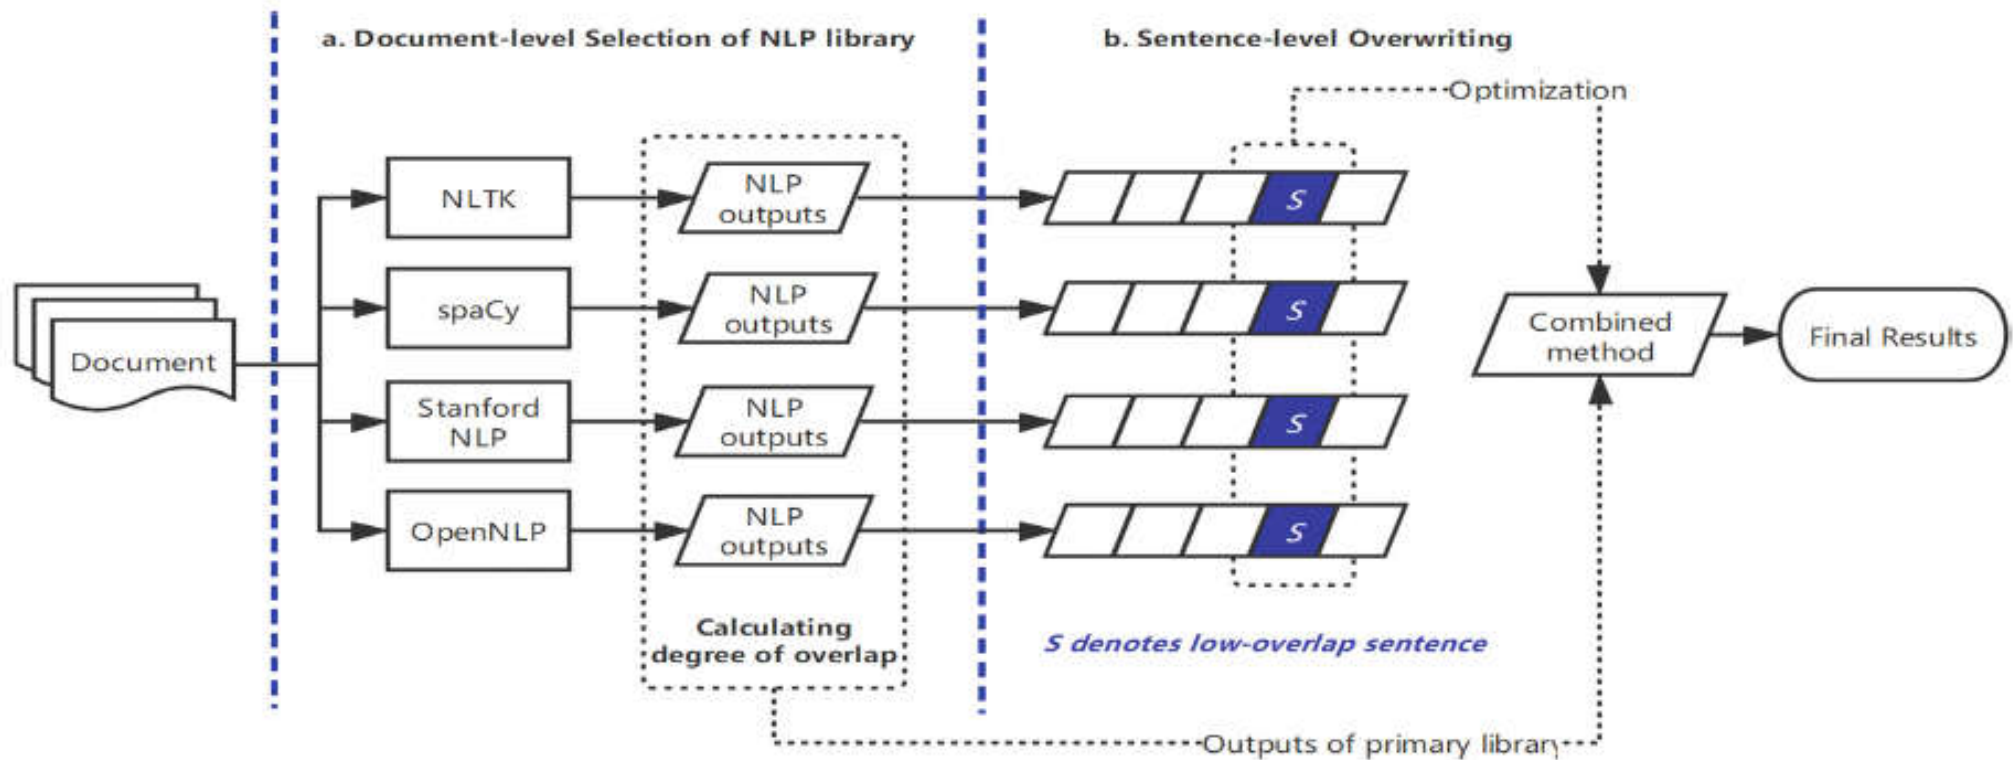 a. Document-level Selection of NLP library
b. Sentence-level Overwriting
Optimization
Document
NLTK
NLP
outputs
S
spaCy
NLP
outputs
S
Stanford
NLP
NLP
outputs
S
OpenNLP
NLP
outputs
S
Combined
method
Final Results
Calculating
degree of overlap
S denotes low-overlap sentence
Outputs of primary library